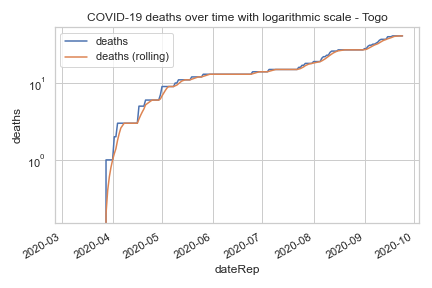 COVID-19 deaths over time with logarithmic scale - Togo
deaths
deaths (rolling)
10¹
10⁰
deaths
2020-03
2020-04
2020-05
2020-06
2020-07
2020-08
2020-09
2020-10
dateRep